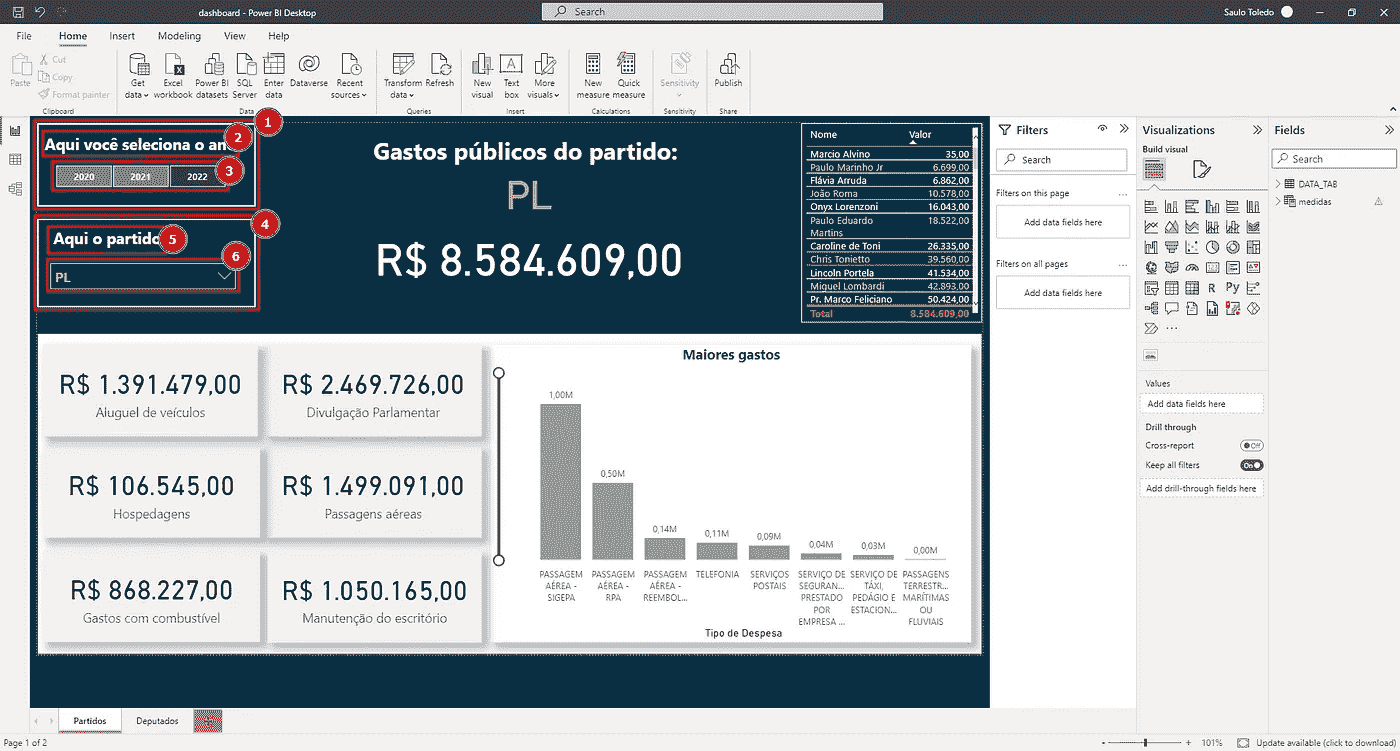 dashboard - Power BI Desktop
Search
Saulo Toledo
File Home Insert Modeling View Help
Paste
Cut
Copy
Format painter
Clipboard
Get data
Excel workbook
Power BI datasets
SQL Server
Enter data
Dataverse
Recent sources
Data
Transform data
Refresh
Queries
New visual
Text box
More visuals
Insert
New measure
Quick measure
Calculations
Sensitivity
Sensitivity
Publish
Share
1
Aqui você seleciona o an
2
2020 2021 2022
3
4
Aqui o partido
5
6
PL
Gastos públicos do partido:
PL
R$ 8.584.609,00
Nome Valor
Marcio Alvino 35,00
Paulo Marinho Jr 6.699,00
Flávia Arruda 6.862,00
João Roma 10.578,00
Onyx Lorenzoni 16.043,00
Paulo Eduardo Martins 18.522,00
Caroline de Toni 26.335,00
Chris Tonietto 39.560,00
Lincoln Portela 41.534,00
Miguel Lombardi 42.893,00
Pr. Marco Feliciano 50.424,00
Total 8.584.609,00
R$ 1.391.479,00
Aluguel de veículos
R$ 2.469.726,00
Divulgação Parlamentar
R$ 106.545,00
Hospedagens
R$ 1.499.091,00
Passagens aéreas
R$ 868.227,00
Gastos com combustível
R$ 1.050.165,00
Manutenção do escritório
Maiores gastos
1,00M
0,50M
0,14M
0,11M
0,09M
0,04M
0,03M
0,00M
PASSAGEM AÉREA - SIGEPA
PASSAGEM AÉREA - RPA
PASSAGEM AÉREA - REEMBOL...
TELEFONIA
SERVIÇOS POSTAIS
SERVIÇO DE SEGURAN... PRESTADO POR EMPRESA ...
SERVIÇO DE TÁXI, PEDÁGIO E ESTACION...
PASSAGENS TERRESTR... MARÍTIMAS OU FLUVIAIS
Tipo de Despesa
Filters
Search
Filters on this page ...
Add data fields here
Filters on all pages ...
Add data fields here
Visualizations
Build visual
R
Py
...
Values
Add data fields here
Drill through
Cross-report Off
Keep all filters On
Add drill-through fields here
Fields
Search
DATA_TAB
medidas
Partidos Deputados
Page 1 of 2
- + 101%
Update available (click to download)